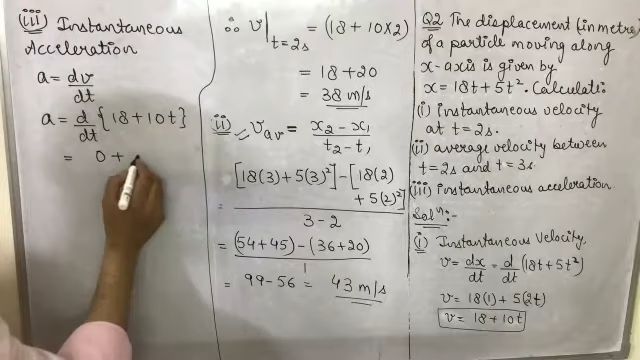 Q2 The displacement (in metre)
of a particle moving along
x-axis is given by
x = 18t + 5t². Calculate:
(i) instantaneous velocity
at t = 2s.
(ii) average velocity between
t = 2s and t = 3s
(iii) instantaneous acceleration.
Solⁿ:-
(i) Instantaneous Velocity,
v = dx/dt = d/dt (18t + 5t²)
v = 18(1) + 5(2t)
v = 18 + 10t
∴ v|t=2s = (18 + 10×2)
= 18 + 20
= 38 m/s
(ii) vav = x₂ - x₁ / t₂ - t₁
= [18(3) + 5(3)²] - [18(2) + 5(2)²] / 3 - 2
= (54 + 45) - (36 + 20) / 1
= 99 - 56 = 43 m/s
(iii) Instantaneous
Acceleration
a = dv/dt
a = d/dt {18 + 10t}
= 0 +